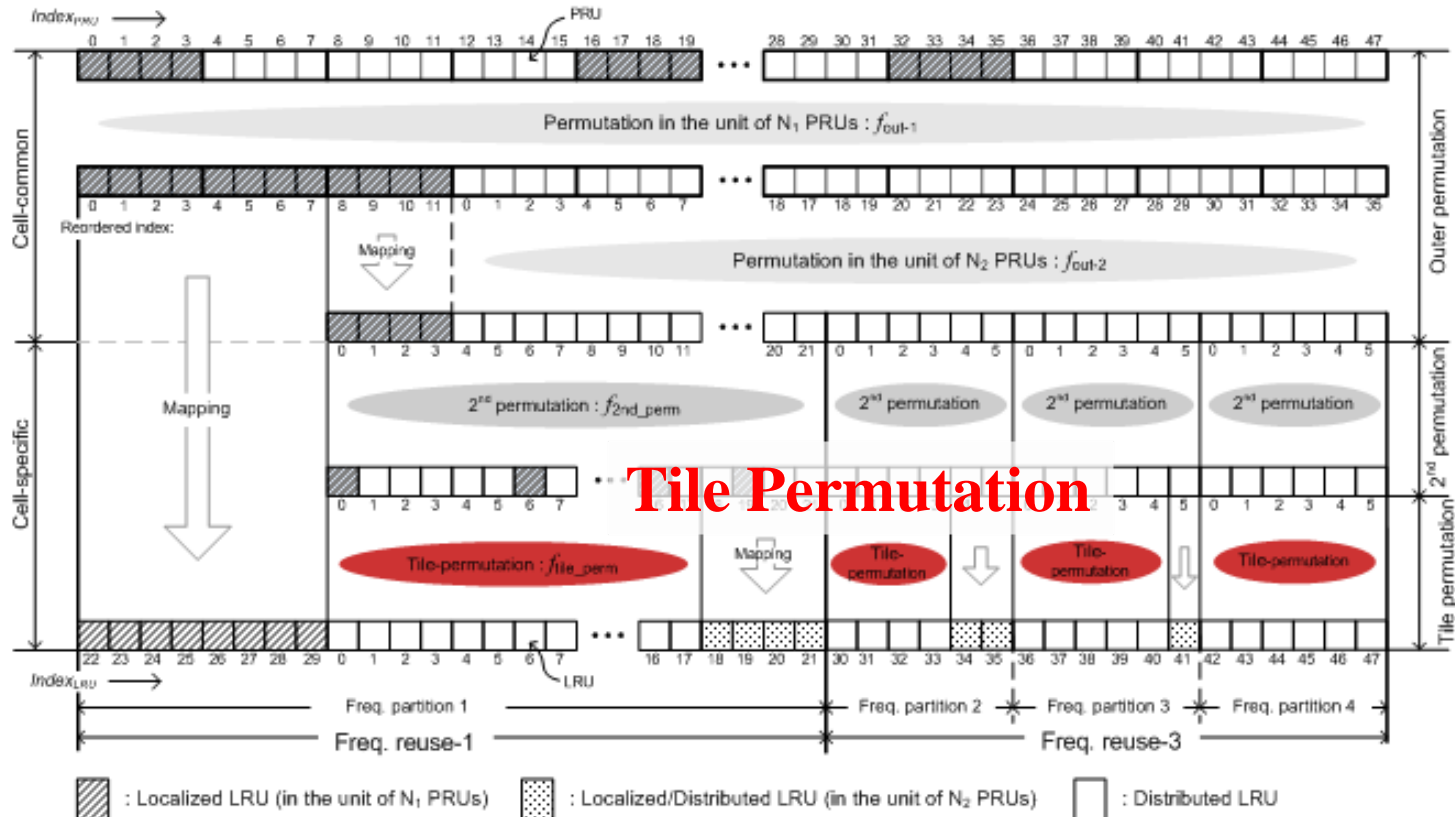 Index_PRU
PRU
0 1 2 3 4 5 6 7 8 9 10 11 12 13 14 15 16 17 18 19 ••• 28 29 30 31 32 33 34 35 36 37 38 39 40 41 42 43 44 45 46 47
Permutation in the unit of N₁ PRUs : f_out-1
0 1 2 3 4 5 6 7 8 9 10 11 0 1 2 3 4 5 6 7 ••• 16 17 18 19 20 21 22 23 24 25 26 27 28 29 30 31 32 33 34 35
Reordered index:
Mapping
Permutation in the unit of N₂ PRUs : f_out-2
Cell-common
Outer permutation
0 1 2 3 4 5 6 7 8 9 10 11 ••• 20 21 0 1 2 3 4 5 0 1 2 3 4 5 0 1 2 3 4 5
Mapping
2nd permutation : f_2nd_perm
2nd permutation
2nd permutation
2nd permutation
2nd permutation
Cell-specific
Tile Permutation
0 1 2 3 4 5 6 7 3 4 5 0 1 2 3 4 5
Tile-permutation : f_tile_perm
Mapping
Tile-
permutation
Tile-
permutation
Tile-permutation
Tile permutation
22 23 24 25 26 27 28 29 0 1 2 3 4 5 6 7 ••• 16 17 18 19 20 21 30 31 32 33 34 35 36 37 38 39 40 41 42 43 44 45 46 47
Index_LRU
LRU
Freq. partition 1
Freq. partition 2
Freq. partition 3
Freq. partition 4
Freq. reuse-1
Freq. reuse-3
: Localized LRU (in the unit of N₁ PRUs)
: Localized/Distributed LRU (in the unit of N₂ PRUs)
: Distributed LRU